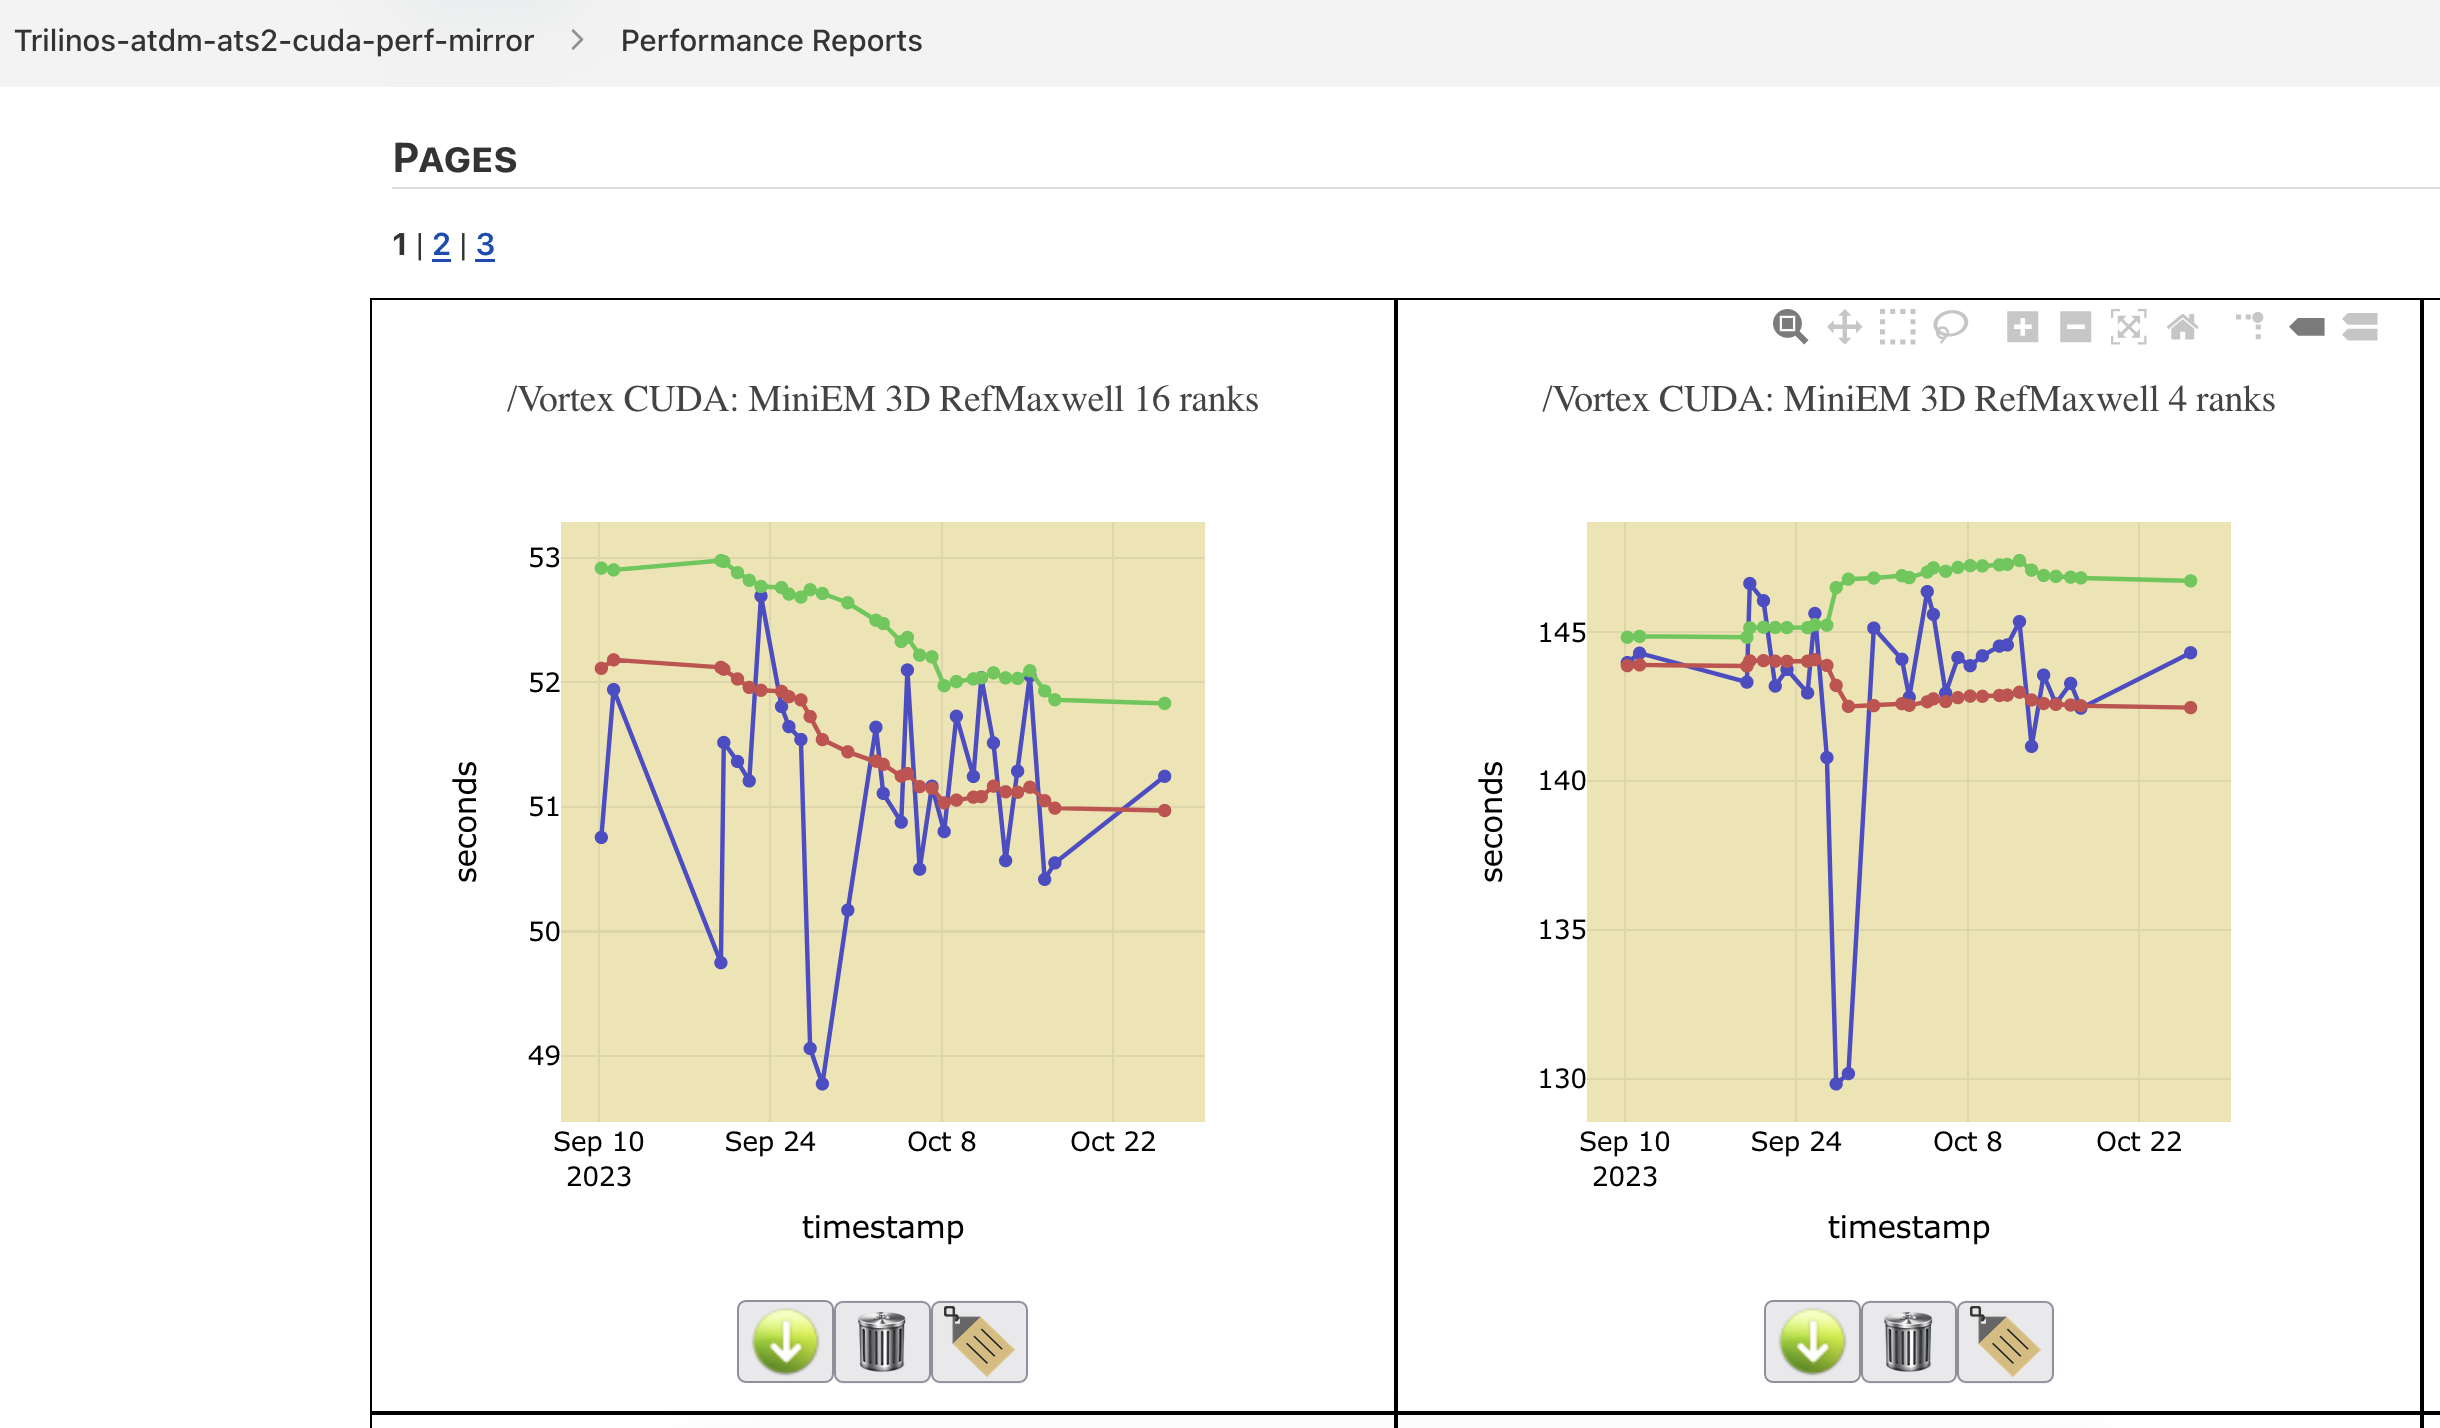 Trilinos-atdm-ats2-cuda-perf-mirror > Performance Reports
PAGES
1 | 2 | 3
/Vortex CUDA: MiniEM 3D RefMaxwell 16 ranks
53
52
51
50
49
seconds
Sep 10
2023
Sep 24
Oct 8
Oct 22
timestamp
/Vortex CUDA: MiniEM 3D RefMaxwell 4 ranks
145
140
135
130
seconds
Sep 10
2023
Sep 24
Oct 8
Oct 22
timestamp